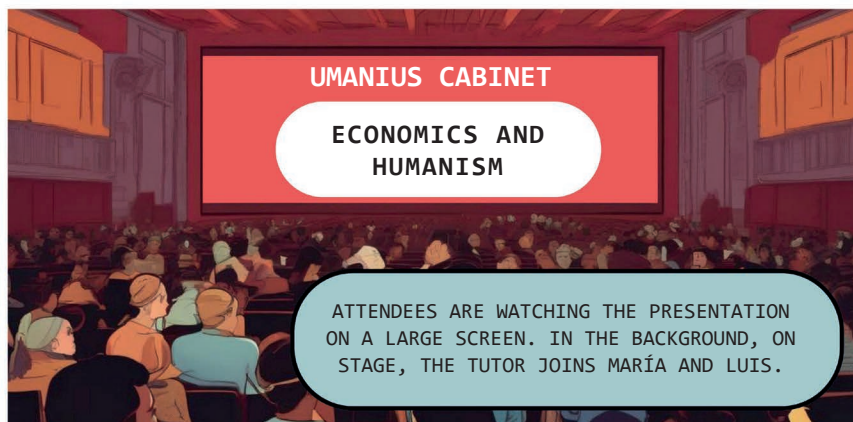 UMANIUS CABINET
ECONOMICS AND
HUMANISM
ATTENDEES ARE WATCHING THE PRESENTATION
ON A LARGE SCREEN. IN THE BACKGROUND, ON
STAGE, THE TUTOR JOINS MARÍA AND LUIS.